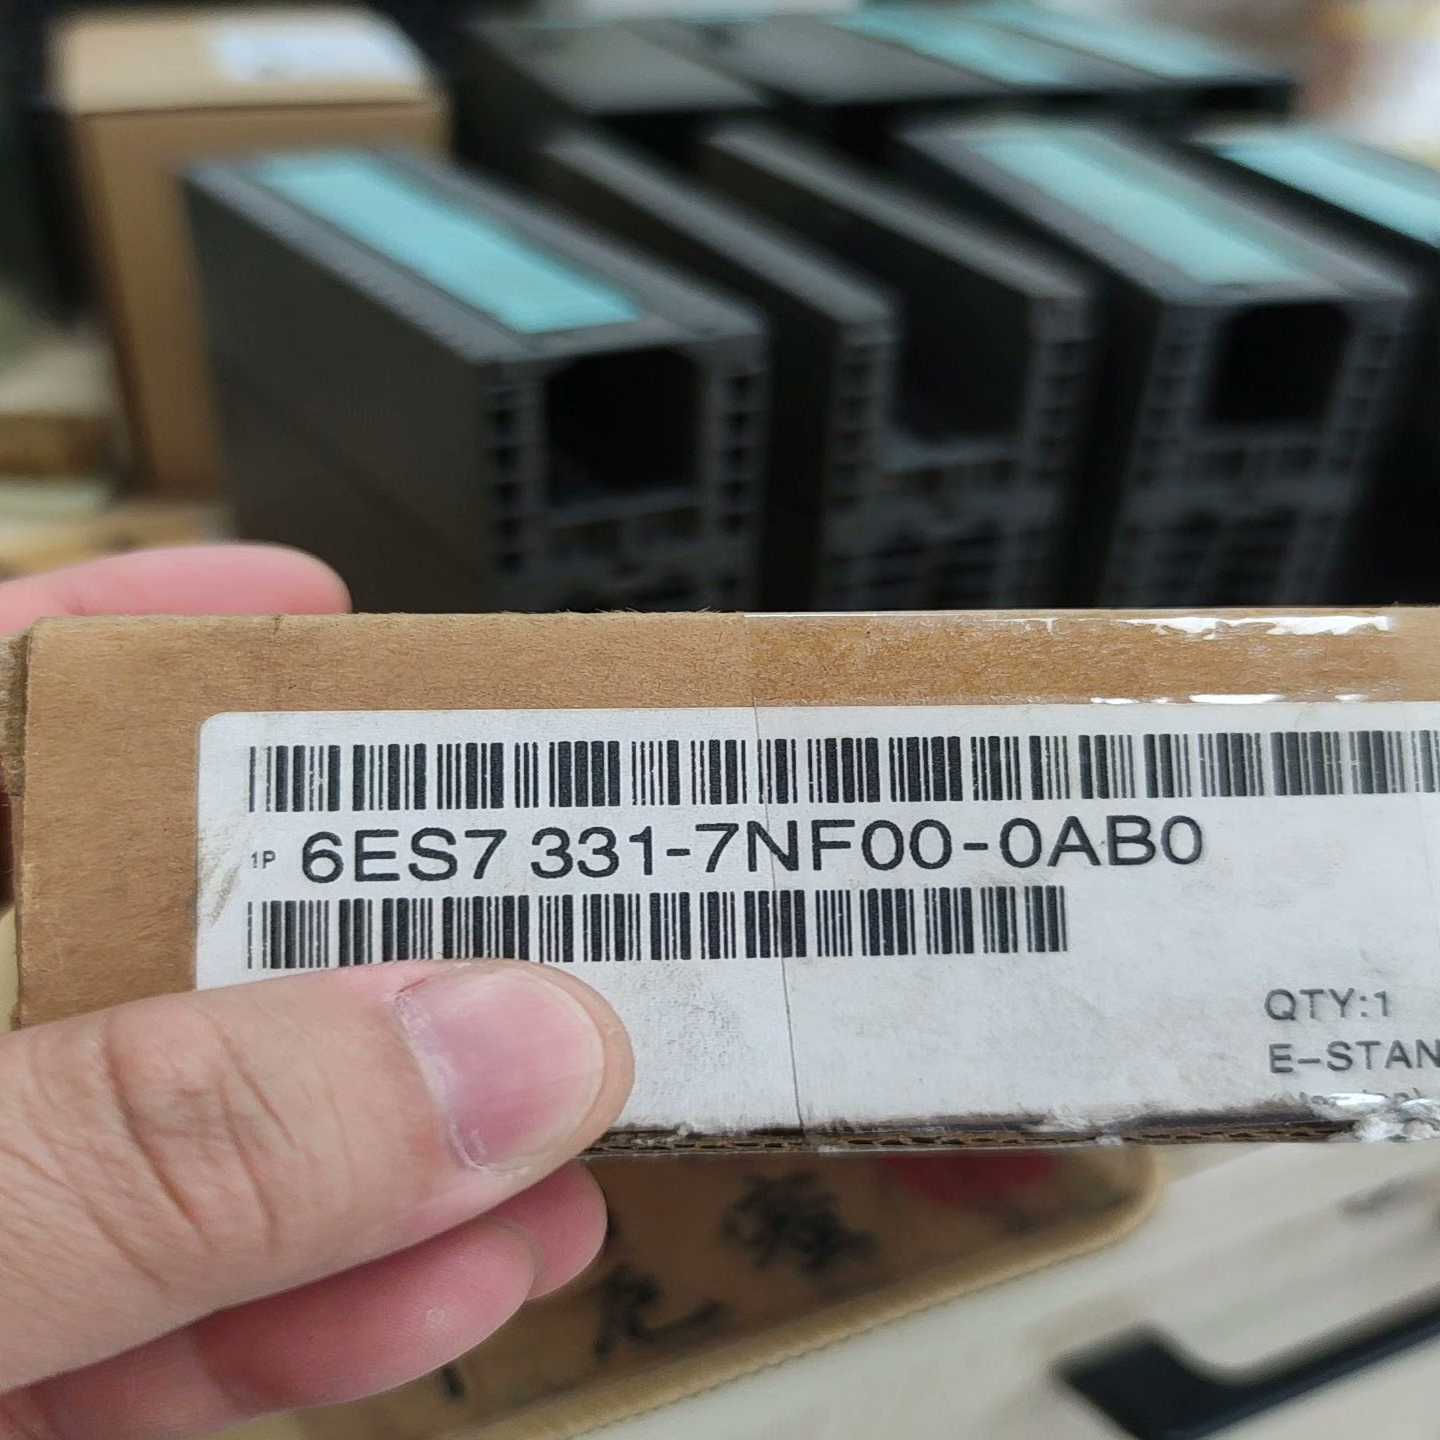 1P 6ES7 331-7NF00-0AB0
QTY:1
E-STAN